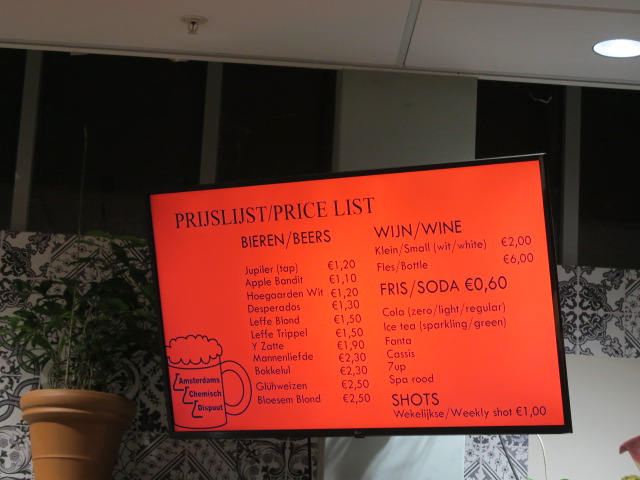 PRIJSLIJST/PRICE LIST
BIEREN/BEERS
Jupiler (tap) €1,20
Apple Bandit €1,10
Hoegaarden Wit €1,20
Desperados €1,30
Leffe Blond €1,50
Leffe Trippel €1,50
Y Zatte €1,90
Mannenliefde €2,30
Bokkelul €2,30
Glühweizen €2,50
Bloesem Blond €2,50
Amsterdams
Chemisch
Dispuut
WIJN/WINE
Klein/Small (wit/white) €2,00
Fles/Bottle €6,00
FRIS/SODA €0,60
Cola (zero/light/regular)
Ice tea (sparkling/green)
Fanta
Cassis
7up
Spa rood
SHOTS
Wekelijkse/Weekly shot €1,00